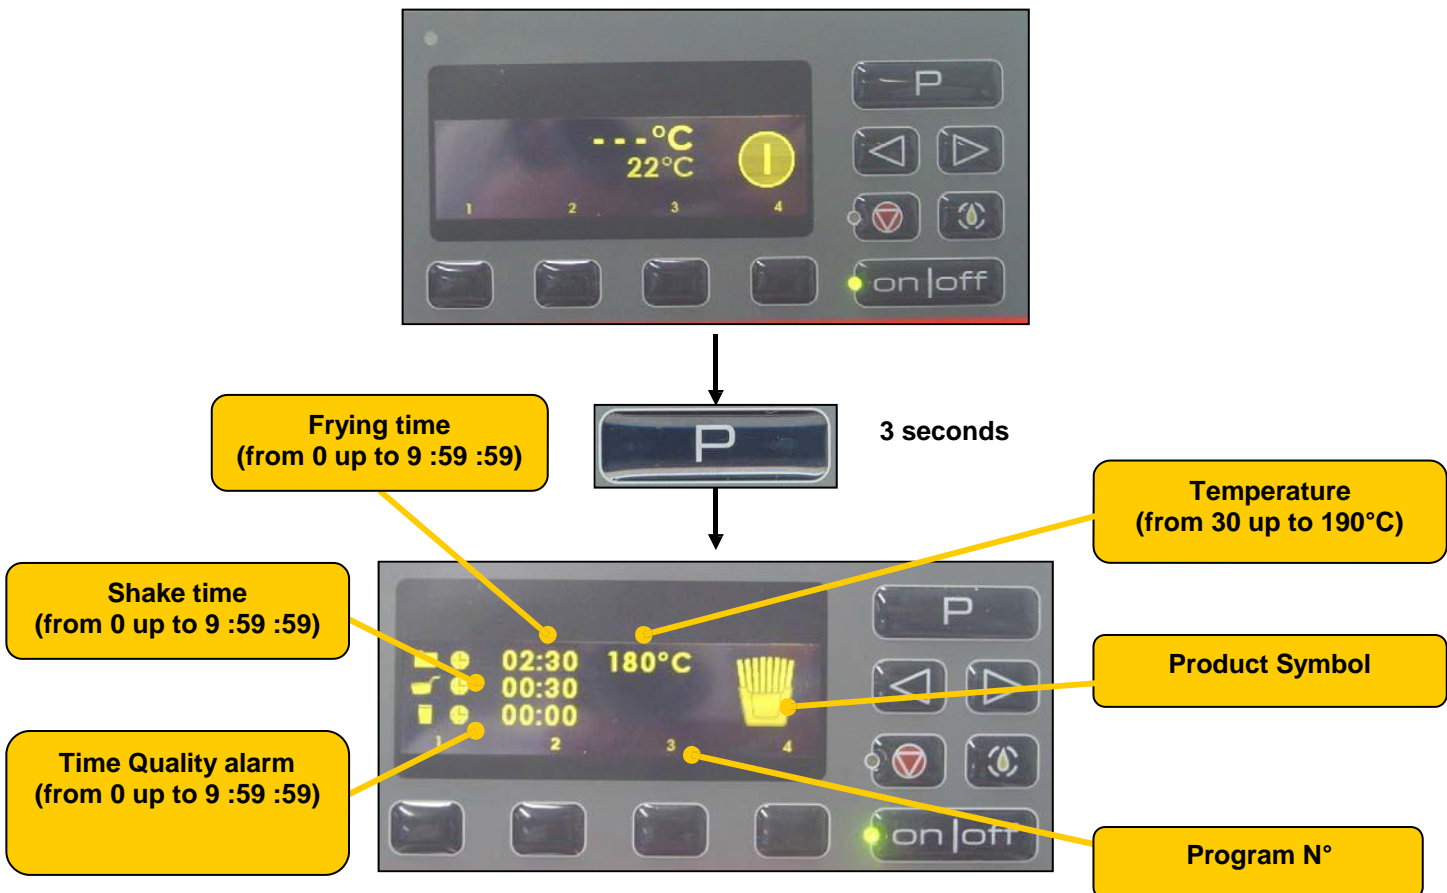 P
- - -°C
22°C
1 2 3 4
on|off
P
3 seconds
Frying time
(from 0 up to 9 :59 :59)
Temperature
(from 30 up to 190°C)
Shake time
(from 0 up to 9 :59 :59)
Product Symbol
Time Quality alarm
(from 0 up to 9 :59 :59)
Program N°
P
02:30 180°C
00:30
00:00
1 2 3 4
on|off